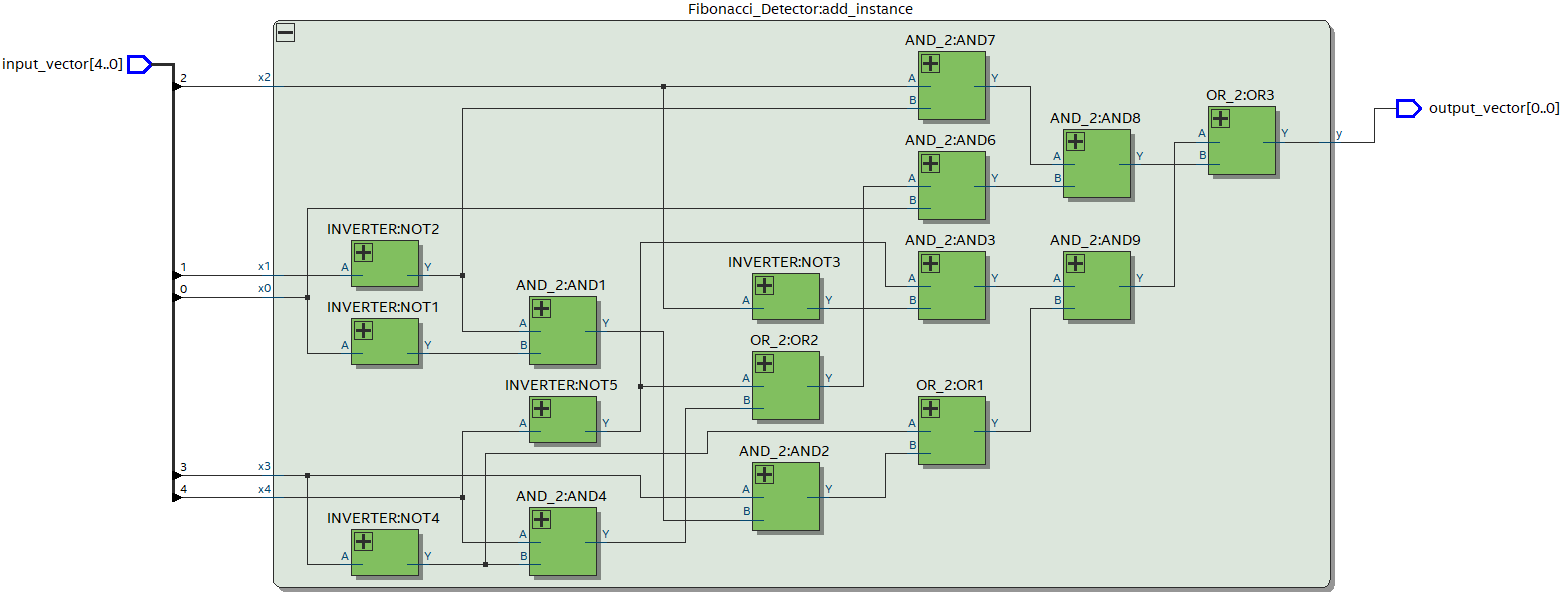 Fibonacci_Detector:add_instance
input_vector[4..0]
2 x2
1 x1
0 x0
3 x3
4 x4
INVERTER:NOT2
A Y
INVERTER:NOT1
A Y
INVERTER:NOT4
A Y
AND_2:AND1
A Y
B
INVERTER:NOT5
A Y
AND_2:AND4
A Y
B
INVERTER:NOT3
A Y
OR_2:OR2
A Y
B
AND_2:AND2
A Y
B
AND_2:AND7
A Y
B
AND_2:AND6
A Y
B
AND_2:AND3
A Y
B
OR_2:OR1
A Y
B
AND_2:AND8
A Y
B
AND_2:AND9
A Y
B
OR_2:OR3
A Y
B
y
output_vector[0..0]